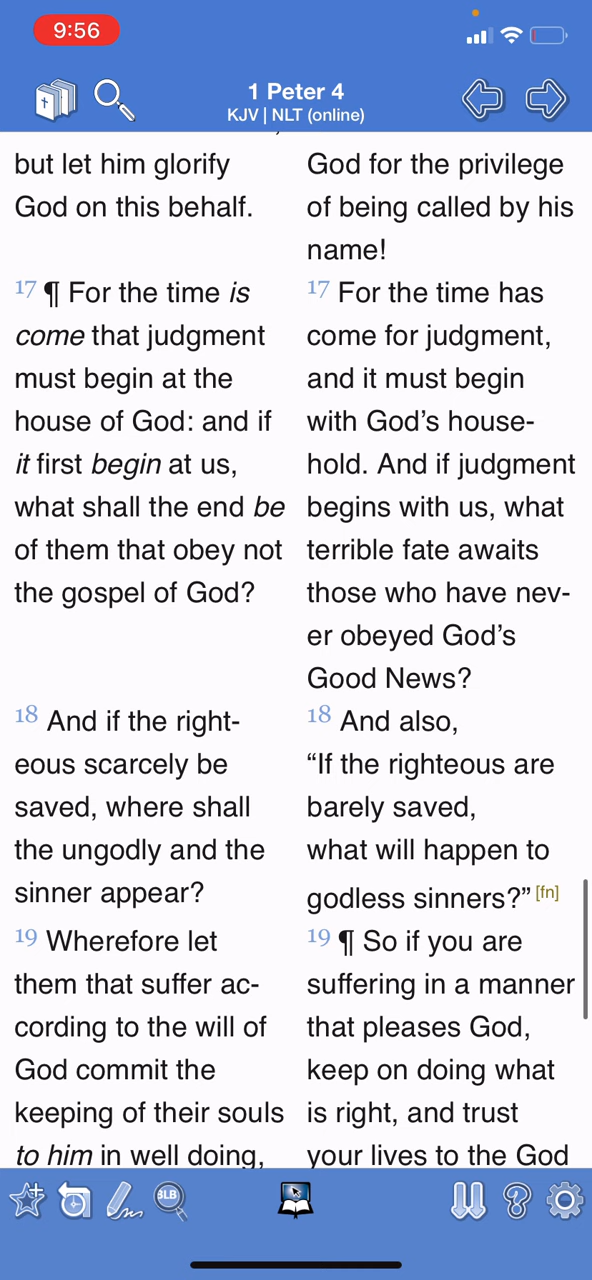 9:56
1 Peter 4
KJV | NLT (online)
but let him glorify
God on this behalf.
17 ¶ For the time is
come that judgment
must begin at the
house of God: and if
it first begin at us,
what shall the end be
of them that obey not
the gospel of God?
18 And if the right-
eous scarcely be
saved, where shall
the ungodly and the
sinner appear?
19 Wherefore let
them that suffer ac-
cording to the will of
God commit the
keeping of their souls
to him in well doing,
God for the privilege
of being called by his
name!
17 For the time has
come for judgment,
and it must begin
with God’s house-
hold. And if judgment
begins with us, what
terrible fate awaits
those who have nev-
er obeyed God’s
Good News?
18 And also,
“If the righteous are
barely saved,
what will happen to
godless sinners?” [fn]
19 ¶ So if you are
suffering in a manner
that pleases God,
keep on doing what
is right, and trust
your lives to the God
BLB